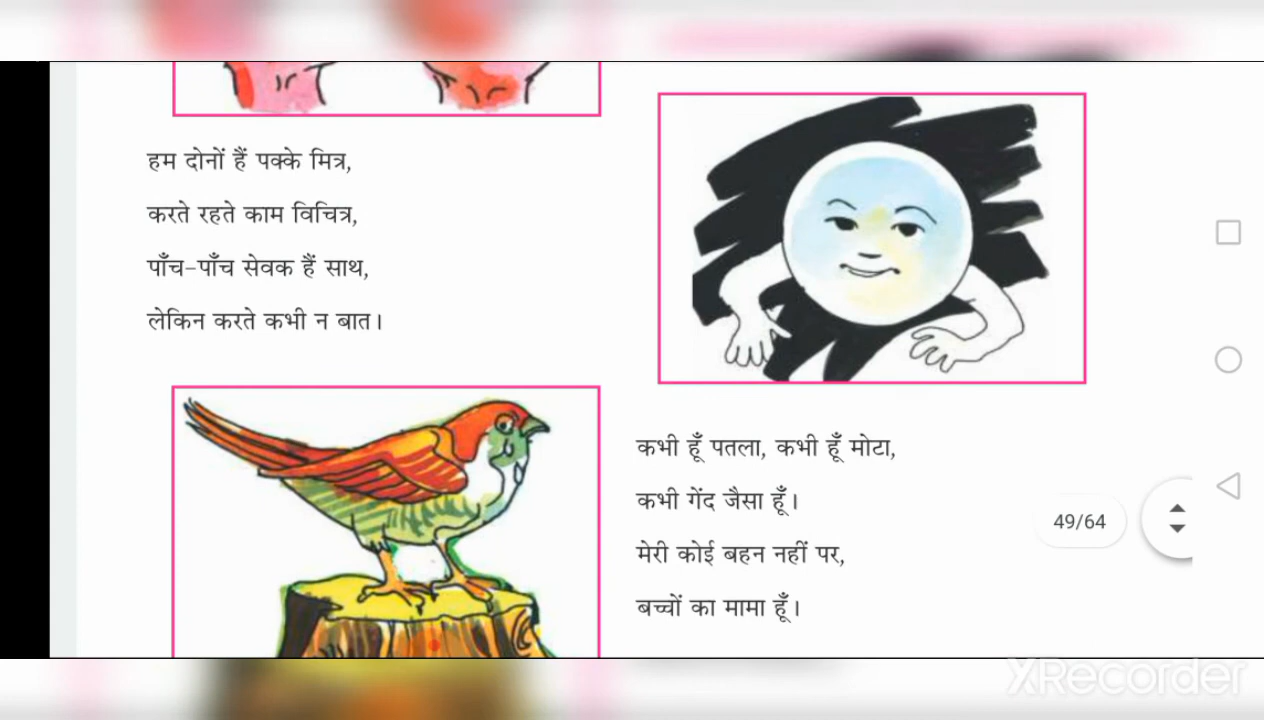 हम दोनों हैं पक्के मित्र,
करते रहते काम विचित्र,
पाँच-पाँच सेवक हैं साथ,
लेकिन करते कभी न बात।
कभी हूँ पतला, कभी हूँ मोटा,
कभी गेंद जैसा हूँ।
मेरी कोई बहन नहीं पर,
बच्चों का मामा हूँ।
49/64
XRecorder